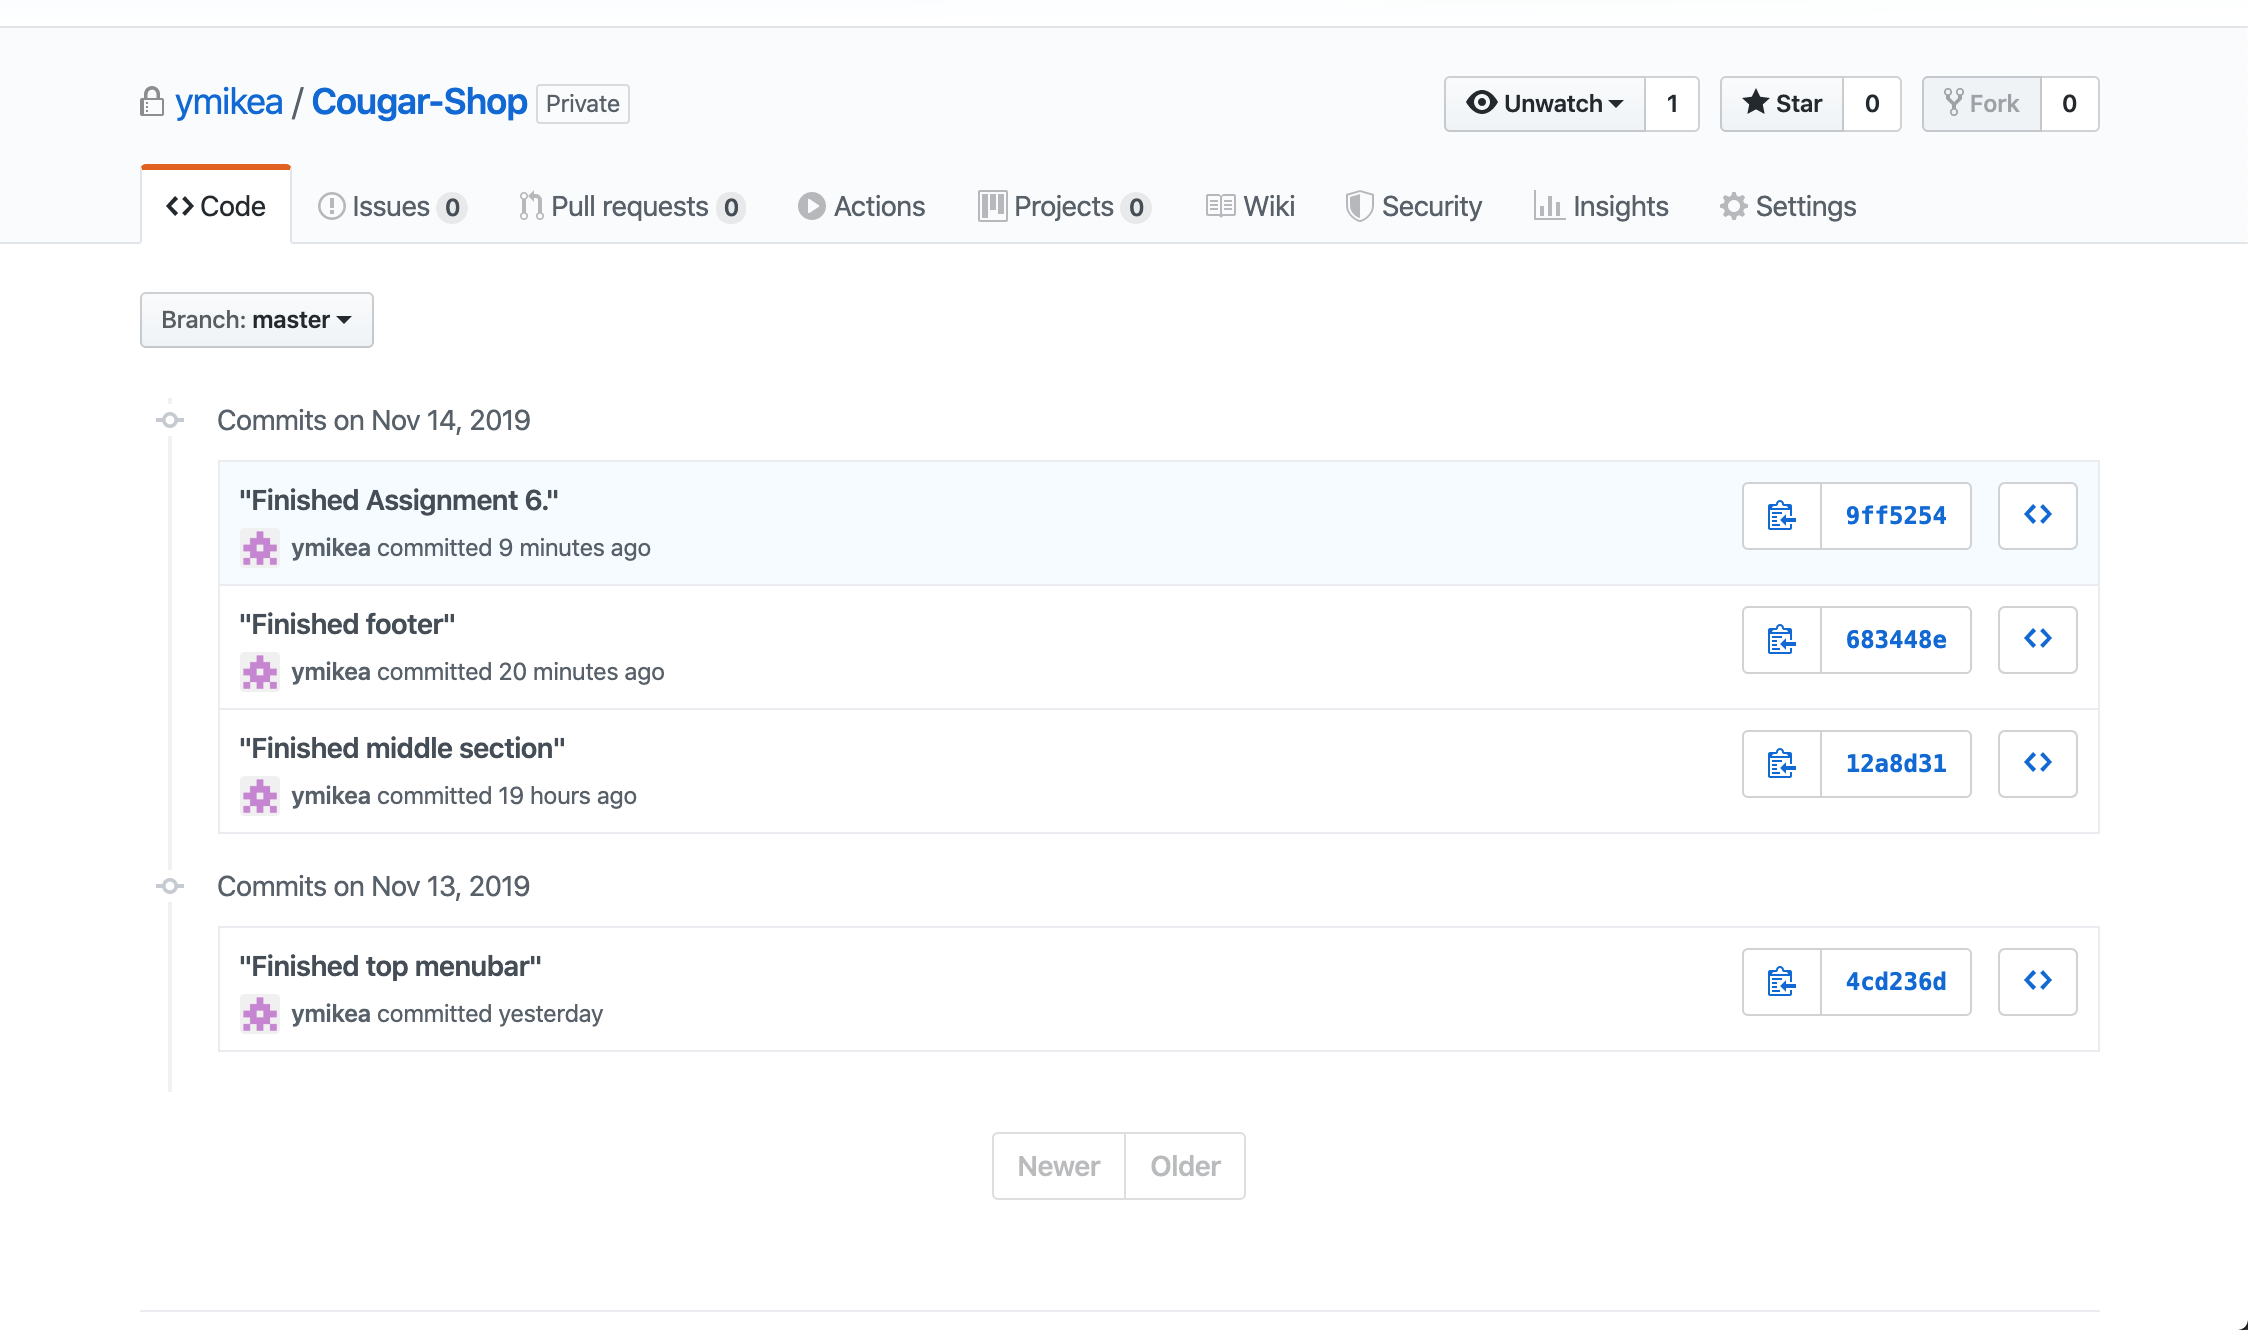 ymikea / Cougar-Shop Private Unwatch 1 Star 0 Fork 0
Code Issues 0 Pull requests 0 Actions Projects 0 Wiki Security Insights Settings
Branch: master
Commits on Nov 14, 2019
"Finished Assignment 6."
ymikea committed 9 minutes ago
9ff5254
"Finished footer"
ymikea committed 20 minutes ago
683448e
"Finished middle section"
ymikea committed 19 hours ago
12a8d31
Commits on Nov 13, 2019
"Finished top menubar"
ymikea committed yesterday
4cd236d
Newer Older